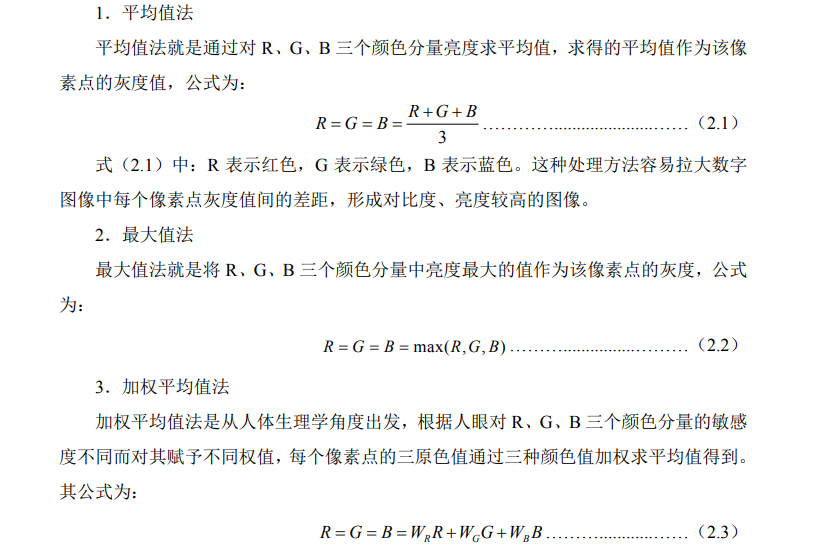 1．平均值法
平均值法就是通过对 R、G、B 三个颜色分量亮度求平均值，求得的平均值作为该像
素点的灰度值，公式为：
R = G = B = \frac{R+G+B}{3} …………......................……（2.1）
式（2.1）中：R 表示红色，G 表示绿色，B 表示蓝色。这种处理方法容易拉大数字
图像中每个像素点灰度值间的差距，形成对比度、亮度较高的图像。
2．最大值法
最大值法就是将 R、G、B 三个颜色分量中亮度最大的值作为该像素点的灰度，公式
为：
R = G = B = max(R,G,B) ………................………（2.2）
3．加权平均值法
加权平均值法是从人体生理学角度出发，根据人眼对 R、G、B 三个颜色分量的敏感
度不同而对其赋予不同权值，每个像素点的三原色值通过三种颜色值加权求平均值得到。
其公式为：
R = G = B = W_R R + W_G G + W_B B ………............……（2.3）